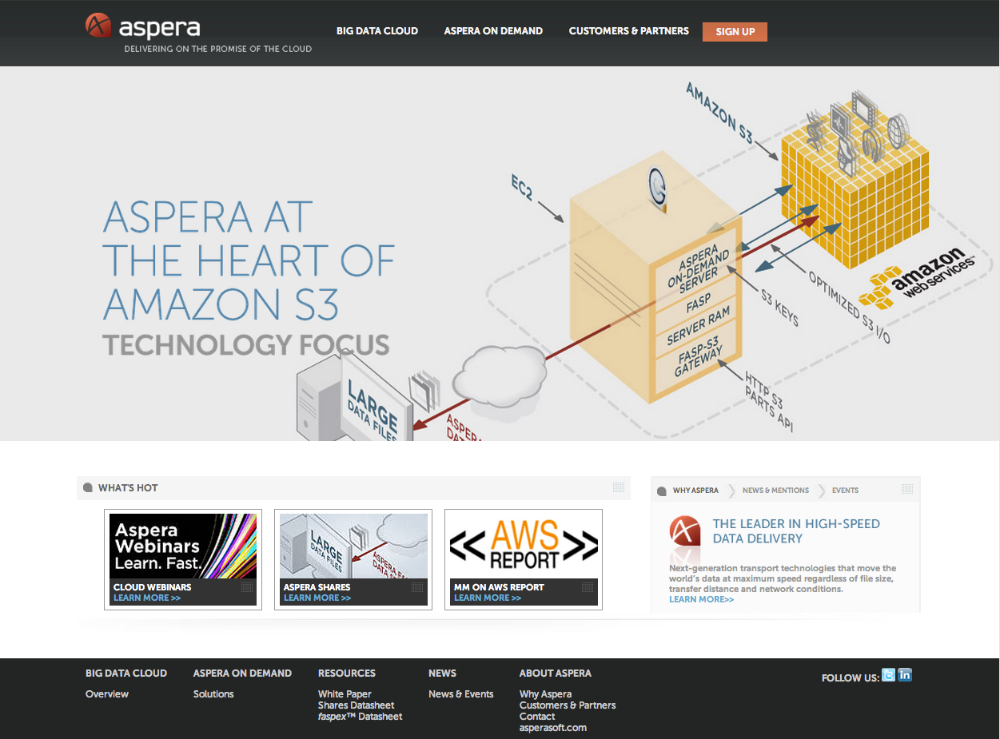 aspera
DELIVERING ON THE PROMISE OF THE CLOUD
BIG DATA CLOUD
ASPERA ON DEMAND
CUSTOMERS & PARTNERS
SIGN UP
ASPERA AT
THE HEART OF
AMAZON S3
TECHNOLOGY FOCUS
AMAZON S3
EC2
ASPERA
ON-DEMAND
SERVER
FASP
SERVER RAM
FASP-S3
GATEWAY
S3 KEYS
OPTIMIZED S3 I/O
HTTP S3
PARTS API
amazon
web services™
LARGE
DATA FILES
ASPERA
WHAT'S HOT
Aspera
Webinars
Learn. Fast.
CLOUD WEBINARS
LEARN MORE >>
LARGE
DATA FILES
ASPERA SHARES
LEARN MORE >>
<< AWS >>
REPORT
MM ON AWS REPORT
LEARN MORE >>
WHY ASPERA
NEWS & MENTIONS
EVENTS
THE LEADER IN HIGH-SPEED
DATA DELIVERY
Next-generation transport technologies that move the
world's data at maximum speed regardless of file size,
transfer distance and network conditions.
LEARN MORE>>
BIG DATA CLOUD
Overview
ASPERA ON DEMAND
Solutions
RESOURCES
White Paper
Shares Datasheet
faspex™ Datasheet
NEWS
News & Events
ABOUT ASPERA
Why Aspera
Customers & Partners
Contact
asperasoft.com
FOLLOW US:
in